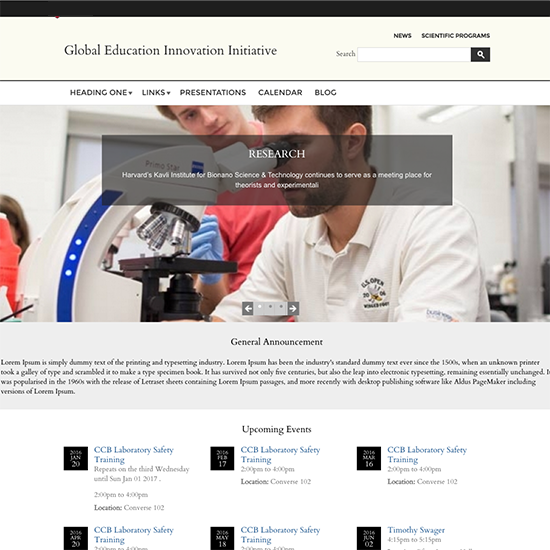 NEWS SCIENTIFIC PROGRAMS
Global Education Innovation Initiative
Search
HEADING ONE LINKS PRESENTATIONS CALENDAR BLOG
Primo Star
RESEARCH
Harvard's Kavli Institute for Bionano Science & Technology continues to serve as a meeting place for
theorists and experimentali
U.S. OPEN
2006
WINGED FOOT
General Announcement
Lorem Ipsum is simply dummy text of the printing and typesetting industry. Lorem Ipsum has been the industry's standard dummy text ever since the 1500s, when an unknown printer
took a galley of type and scrambled it to make a type specimen book. It has survived not only five centuries, but also the leap into electronic typesetting, remaining essentially unchanged. It
was popularised in the 1960s with the release of Letraset sheets containing Lorem Ipsum passages, and more recently with desktop publishing software like Aldus PageMaker including
versions of Lorem Ipsum.
Upcoming Events
2016
JAN
20
CCB Laboratory Safety
Training
Repeats on the third Wednesday
until Sun Jan 01 2017 .
2:00pm to 4:00pm
Location: Converse 102
2016
FEB
17
CCB Laboratory Safety
Training
2:00pm to 4:00pm
Location: Converse 102
2016
MAR
16
CCB Laboratory Safety
Training
2:00pm to 4:00pm
Location: Converse 102
2016
APR
20
CCB Laboratory Safety
Training
2:00pm to 4:00pm
2016
MAY
18
CCB Laboratory Safety
Training
2:00pm to 4:00pm
2016
JUN
02
Timothy Swager
4:15pm to 5:15pm
Location: Pfizer Lecture Hall